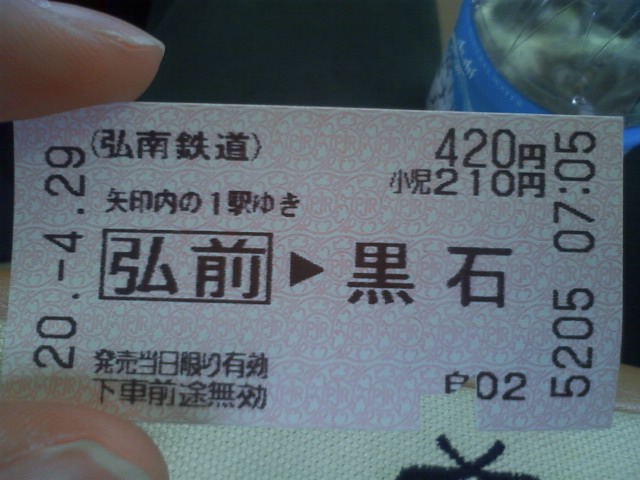 (弘南鉄道)
420円
小児210円
矢印内の1駅ゆき
弘前▶黒石
発売当日限り有効
下車前途無効
02
20.-4.29
5205 07:05